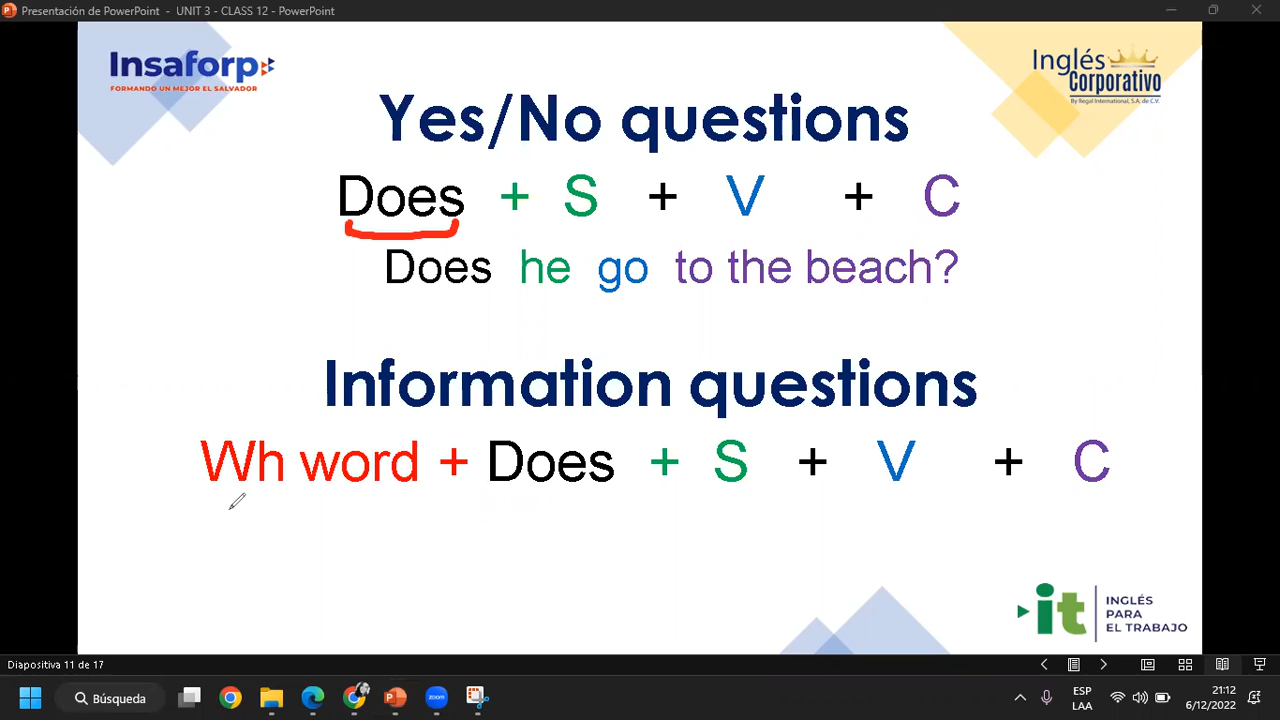 Presentación de PowerPoint - UNIT 3 - CLASS 12 - PowerPoint
Insaforp
FORMANDO UN MEJOR EL SALVADOR
Inglés
Corporativo
By Regal International, S.A. de C.V.
Yes/No questions
Does + S + V + C
Does he go to the beach?
Information questions
Wh word + Does + S + V + C
it
INGLÉS
PARA
EL TRABAJO
Diapositiva 11 de 17
Búsqueda
zoom
ESP
LAA
21:12
6/12/2022